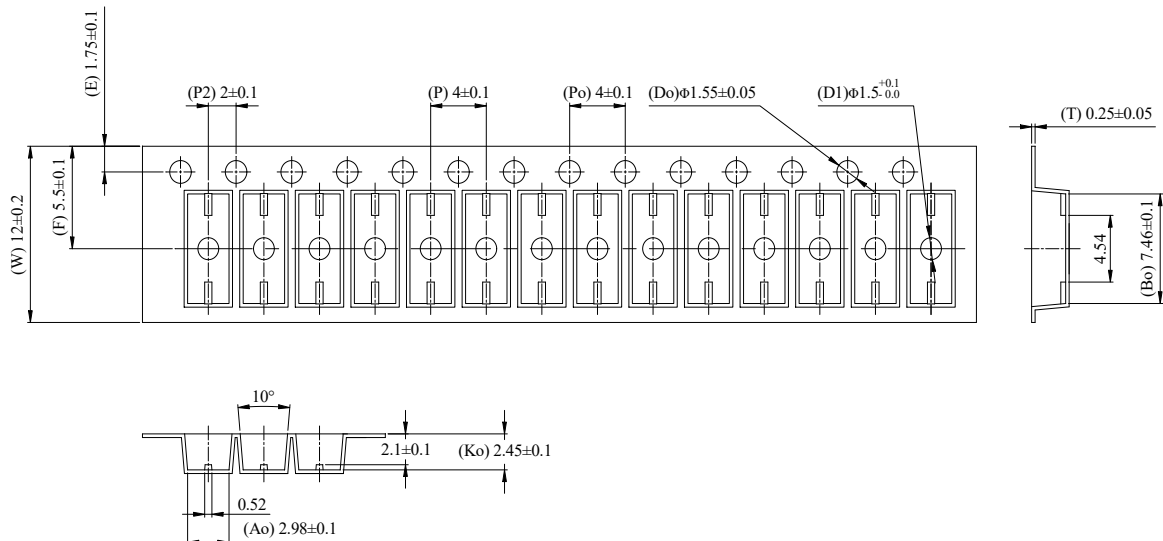 (E) 1.75±0.1
(P2) 2±0.1
(P) 4±0.1
(Po) 4±0.1
(Do)Φ1.55±0.05
(D1)Φ1.5+0.1
-0.0
(T) 0.25±0.05
(W) 12±0.2
(F) 5.5±0.1
4.54
(Bo) 7.46±0.1
10°
2.1±0.1
(Ko) 2.45±0.1
0.52
(Ao) 2.98±0.1